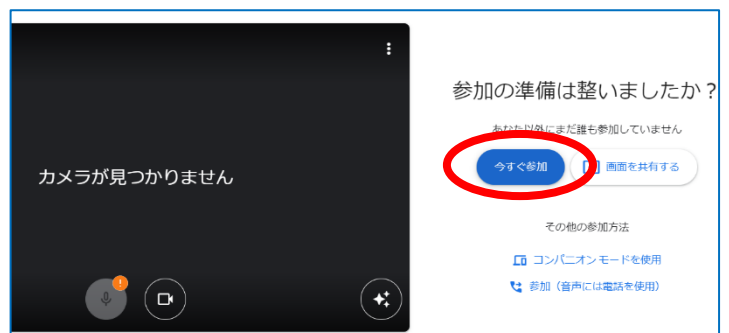 参加の準備は整いましたか？
あなた以外にまだ誰も参加していません
カメラが見つかりません
今すぐ参加
画面を共有する
その他の参加方法
コンパニオン モードを使用
参加（音声には電話を使用）